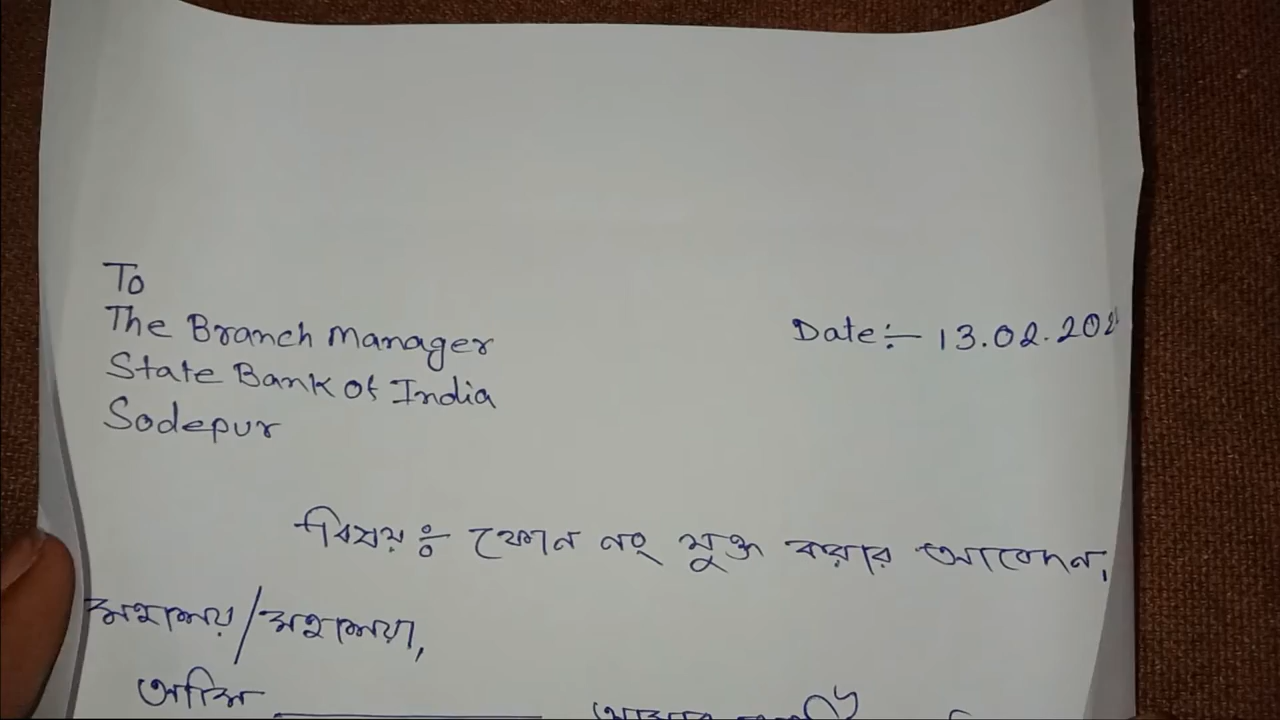 To
The Branch Manager
Date:- 13.02.202
State Bank of India
Sodepur
বিষয়ঃ ফোন নং যুক্ত করার আবেদন,
মহাশয়/মহাশয়া,
আমি